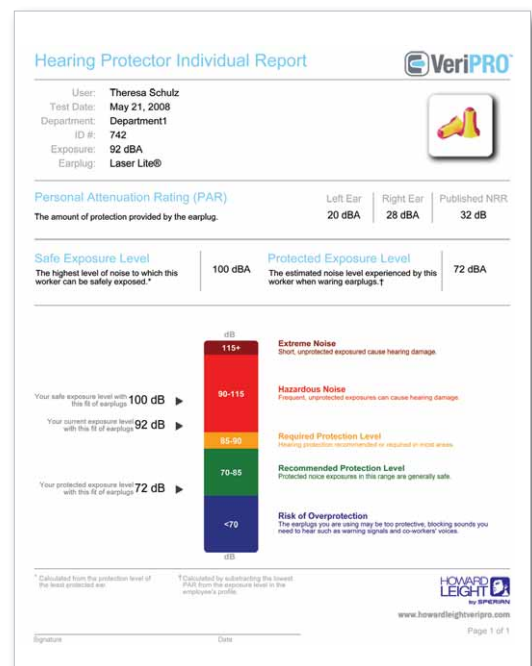 Hearing Protector Individual Report
VeriPRO™
User: Theresa Schulz
Test Date: May 21, 2008
Department: Department1
ID #: 742
Exposure: 92 dBA
Earplug: Laser Lite®
Personal Attenuation Rating (PAR)
The amount of protection provided by the earplug.
Left Ear
20 dBA
Right Ear
28 dBA
Published NRR
32 dB
Safe Exposure Level
The highest level of noise to which this
worker can be safely exposed.*
100 dBA
Protected Exposure Level
The estimated noise level experienced by this
worker when waring earplugs.†
72 dBA
dB
115+
Extreme Noise
Short, unprotected exposured cause hearing damage.
90-115
Hazardous Noise
Frequent, unprotected exposures can cause hearing damage.
Your safe exposure level with
this fit of earplugs 100 dB
Your current exposure level
with this fit of earplugs 92 dB
85-90
Required Protection Level
Hearing protection recommended or required in most areas.
70-85
Recommended Protection Level
Protected noice exposures in this range are generally safe.
Your protected exposure level
with this fit of earplugs 72 dB
<70
Risk of Overprotection
The earplugs you are using may be too protective, blocking sounds you
need to hear such as warning signals and co-workers' voices.
dB
* Calculated from the protection level of
the least protected ear.
† Calculated by substracting the lowest
PAR from the exposure level in the
employee's profile.
HOWARD
LEIGHT
by SPERIAN
www.howardleightveripro.com
Page 1 of 1
Signature
Date